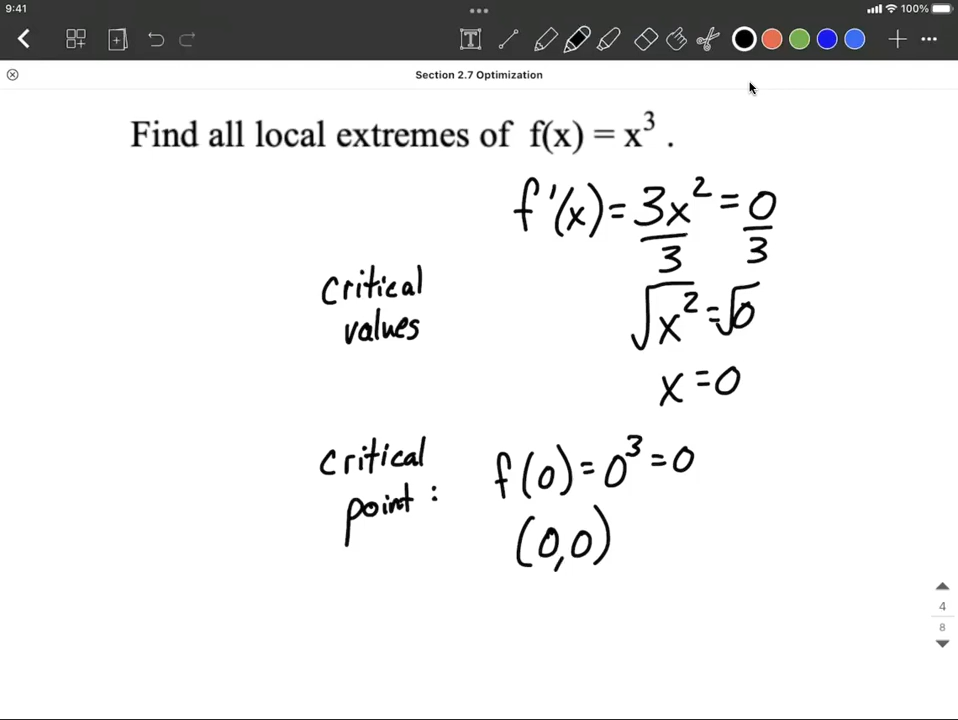 9:41
100%
Section 2.7 Optimization
Find all local extremes of f(x) = x³ .
f'(x) = 3x² = 0
3 3
critical
values
√x² = √0
x = 0
critical
point :
f(0) = 0³ = 0
(0,0)
4
8